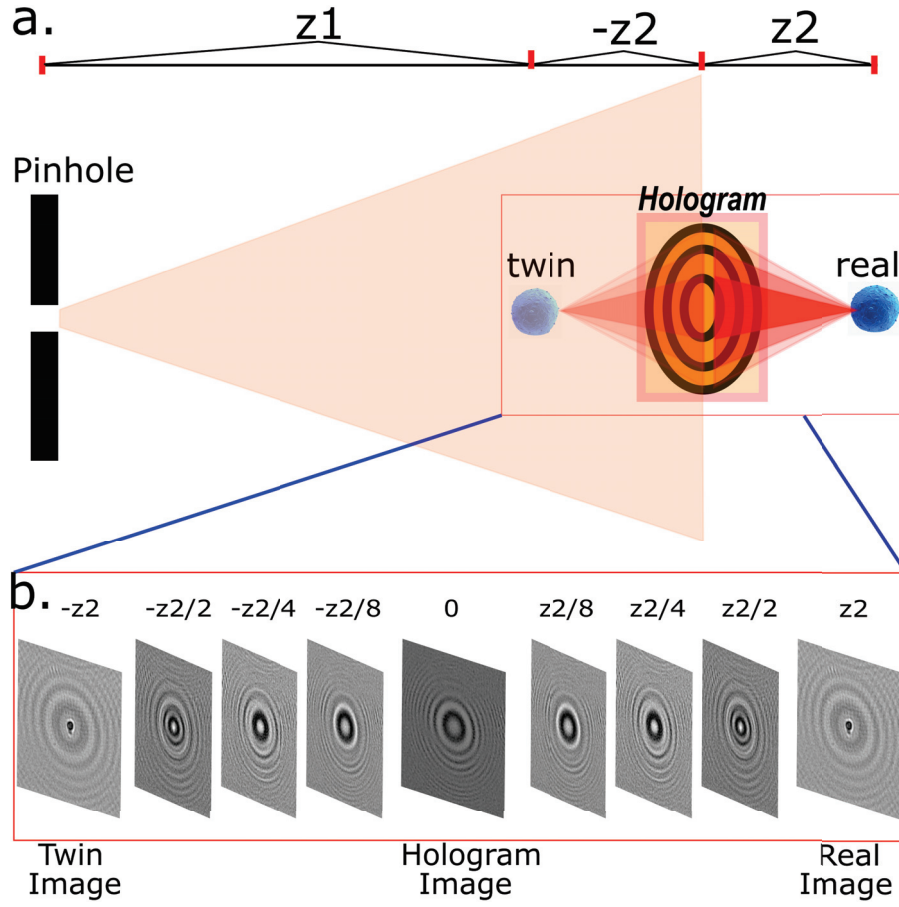 a.
z1
-z2
z2
Pinhole
Hologram
twin
real
b.
-z2
-z2/2
-z2/4
-z2/8
0
z2/8
z2/4
z2/2
z2
Twin
Image
Hologram
Image
Real
Image